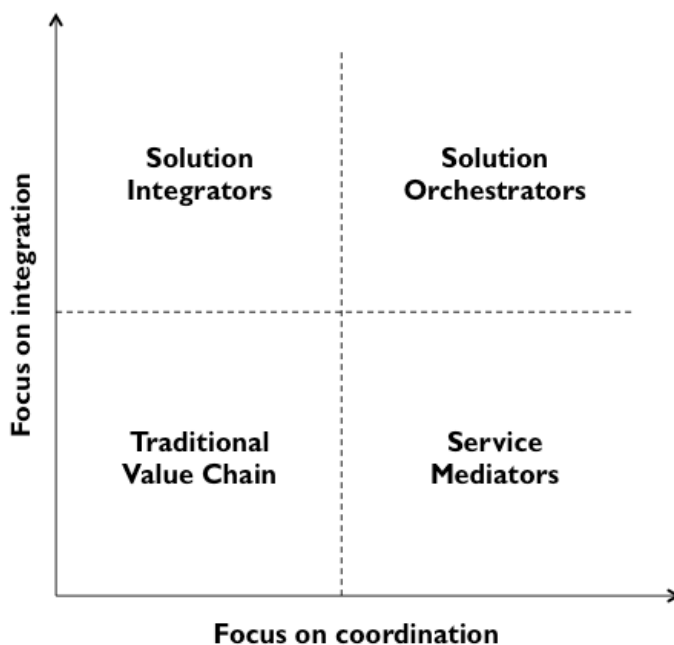 Solution
Integrators
Solution
Orchestrators
Focus on integration
Traditional
Value Chain
Service
Mediators
Focus on coordination